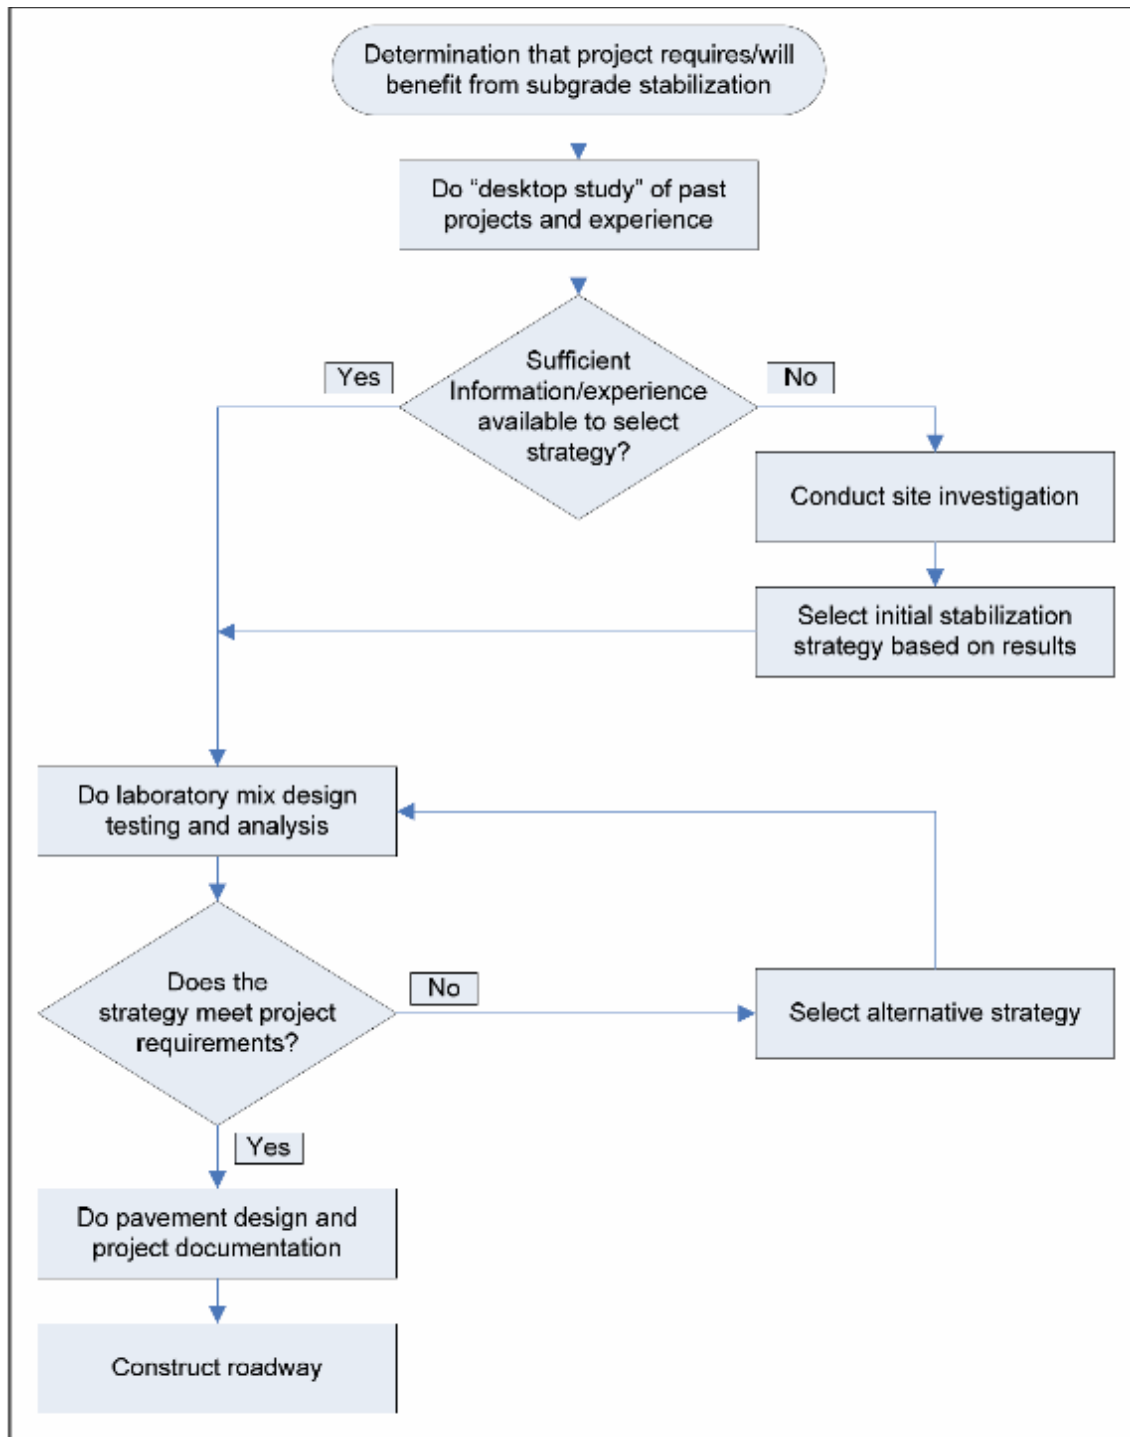 Determination that project requires/will
benefit from subgrade stabilization
Do “desktop study” of past
projects and experience
Sufficient
Information/experience
available to select
strategy?
Yes
No
Conduct site investigation
Select initial stabilization
strategy based on results
Do laboratory mix design
testing and analysis
Does the
strategy meet project
requirements?
No
Select alternative strategy
Yes
Do pavement design and
project documentation
Construct roadway